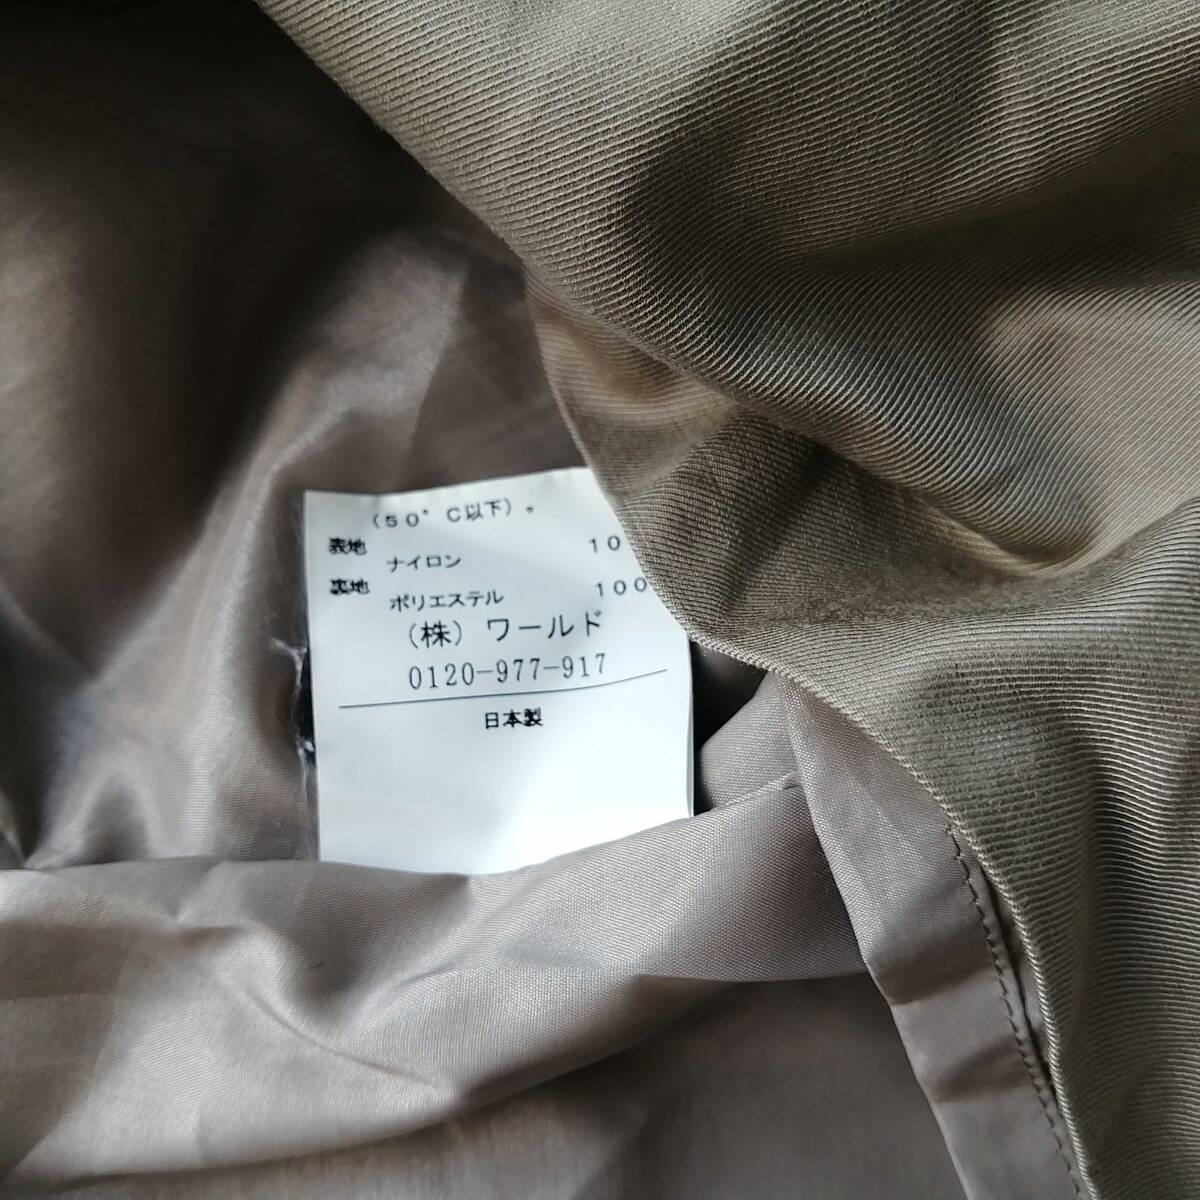 (50°C以下)。
表地
ナイロン 10
裏地
ポリエステル 100
(株)ワールド
0120-977-917
日本製